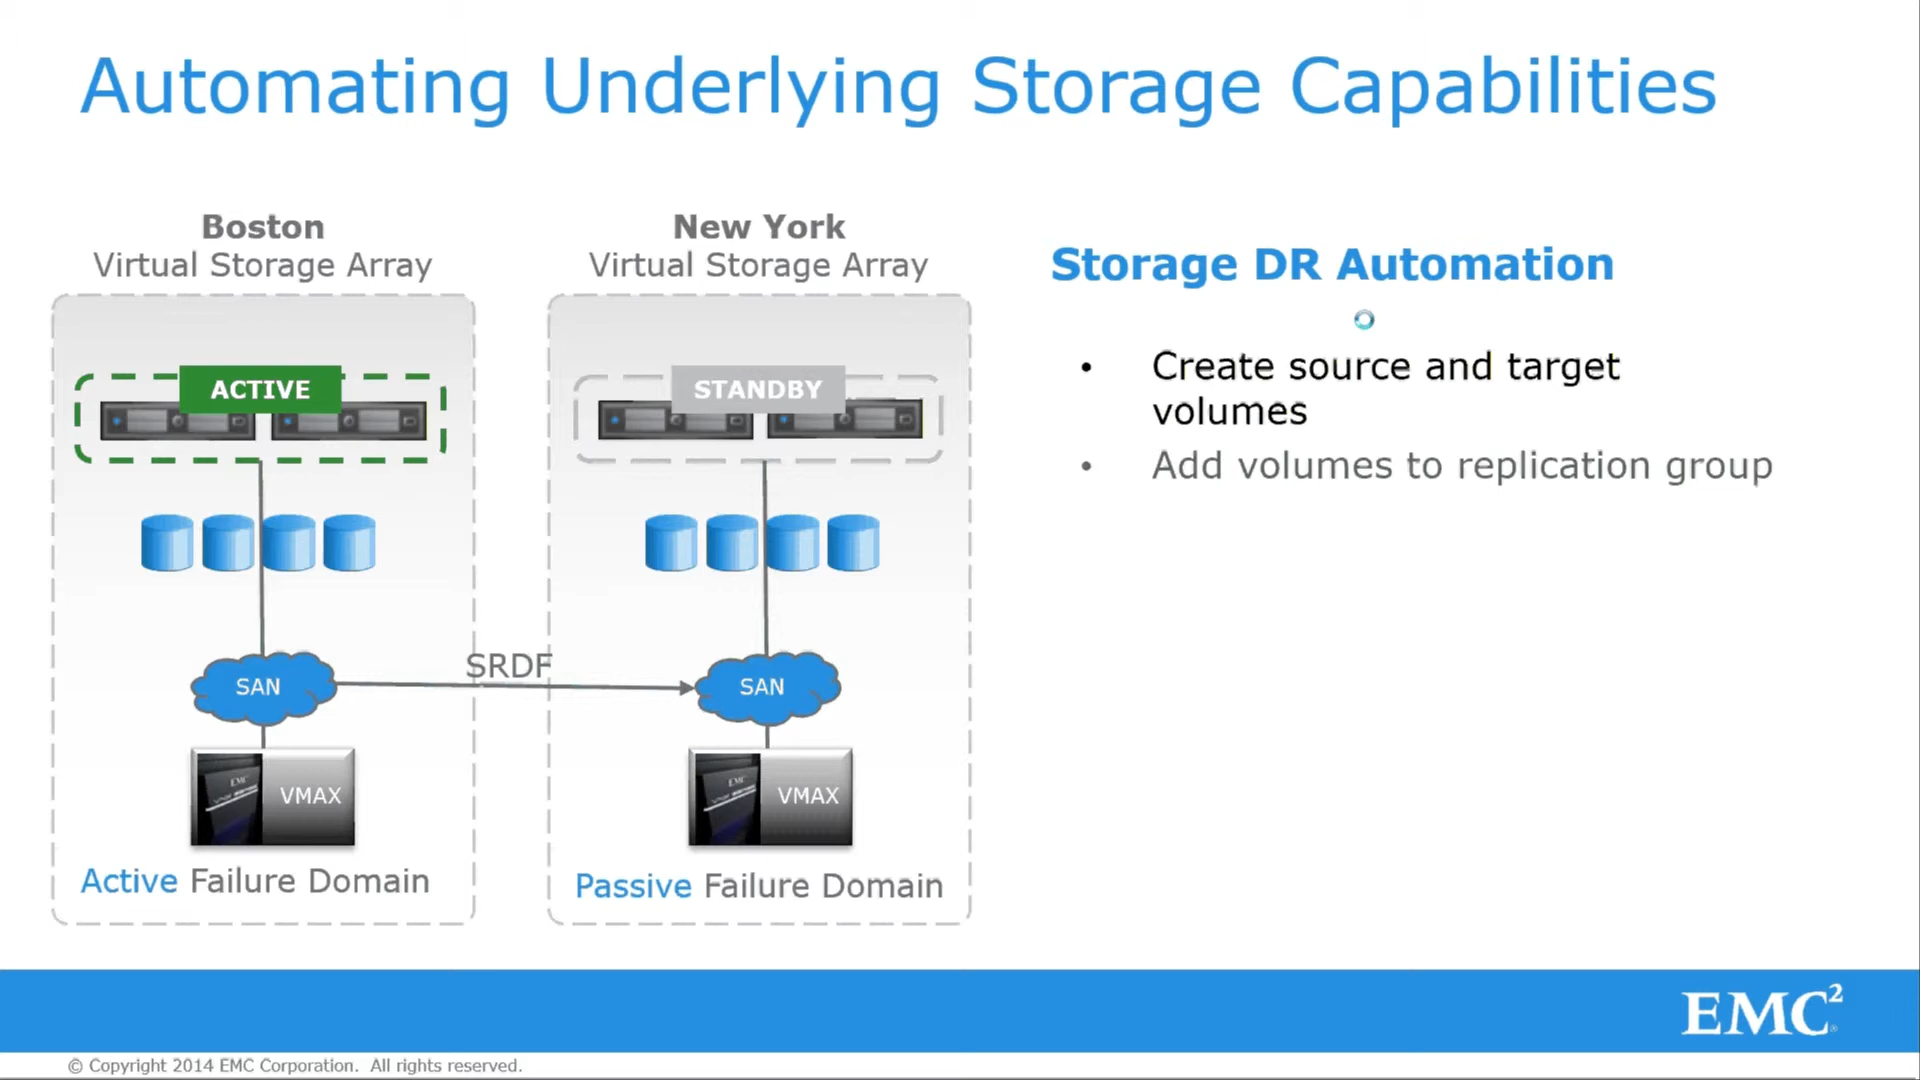 Automating Underlying Storage Capabilities
Boston
Virtual Storage Array
New York
Virtual Storage Array
Storage DR Automation
• Create source and target
volumes
• Add volumes to replication group
ACTIVE
STANDBY
SRDF
SAN
SAN
EMC
VMAX
EMC
VMAX
Active Failure Domain
Passive Failure Domain
EMC²
© Copyright 2014 EMC Corporation. All rights reserved.